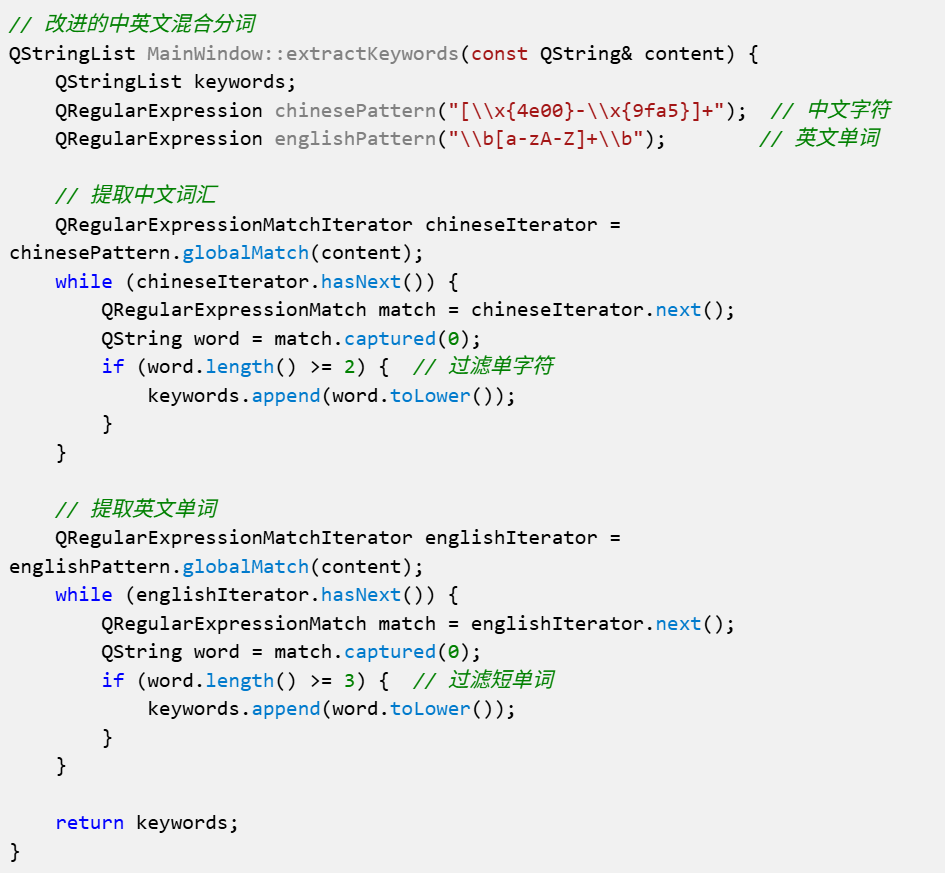 // 改进的中英文混合分词
QStringList MainWindow::extractKeywords(const QString& content) {
    QStringList keywords;
    QRegularExpression chinesePattern("[\\x{4e00}-\\x{9fa5}]+");  // 中文字符
    QRegularExpression englishPattern("\\b[a-zA-Z]+\\b");        // 英文单词

    // 提取中文词汇
    QRegularExpressionMatchIterator chineseIterator =
chinesePattern.globalMatch(content);
    while (chineseIterator.hasNext()) {
        QRegularExpressionMatch match = chineseIterator.next();
        QString word = match.captured(0);
        if (word.length() >= 2) {  // 过滤单字符
            keywords.append(word.toLower());
        }
    }

    // 提取英文单词
    QRegularExpressionMatchIterator englishIterator =
englishPattern.globalMatch(content);
    while (englishIterator.hasNext()) {
        QRegularExpressionMatch match = englishIterator.next();
        QString word = match.captured(0);
        if (word.length() >= 3) {  // 过滤短单词
            keywords.append(word.toLower());
        }
    }

    return keywords;
}